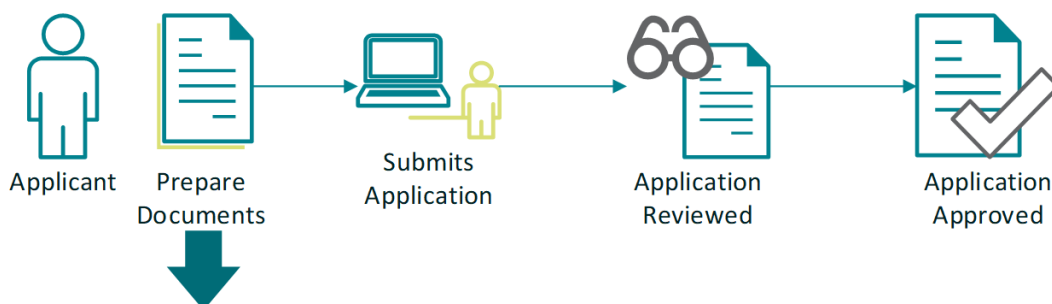 Applicant
Prepare
Documents
Submits
Application
Application
Reviewed
Application
Approved